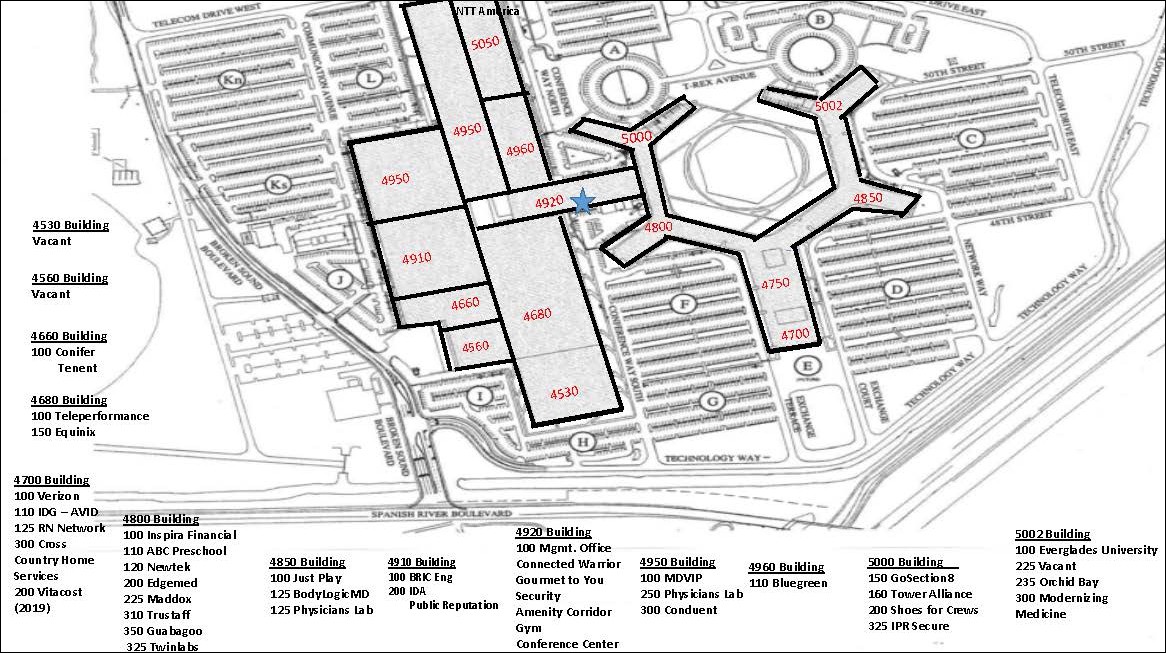 NTT America
TELECOM DRIVE WEST
COMMUNICATION AVENUE
Kn
L
5050
CONFERENCE WAY NORTH
A
B
DRIVE EAST
50TH STREET
T-REX AVENUE
50TH STREET
TELECOM DRIVE EAST
TECHNOLOGY WAY
4950
4960
5000
5002
C
Ks
4950
4920
4850
4800
48TH STREET
4530 Building
Vacant
BROKEN SOUND BOULEVARD
4910
J
4560 Building
Vacant
4660
4680
F
4750
D
NETWORK WAY
TECHNOLOGY WAY
4660 Building
100 Conifer
Tenent
4560
CONFERENCE WAY SOUTH
4700
E
TECHNOLOGY WAY
4680 Building
100 Teleperformance
150 Equinix
I
4530
G
EXCHANGE TERRACE
EXCHANGE COURT
H
BROKEN SOUND BOULEVARD
TECHNOLOGY WAY
SPANISH RIVER BOULEVARD
4700 Building
100 Verizon
110 IDG – AVID
125 RN Network
300 Cross
Country Home
Services
200 Vitacost
(2019)
4800 Building
100 Inspira Financial
110 ABC Preschool
120 Newtek
200 Edgemed
225 Maddox
310 Trustaff
350 Guabagoo
325 Twinlabs
4850 Building
100 Just Play
125 BodyLogicMD
125 Physicians Lab
4910 Building
100 BRIC Eng
200 IDA
Public Reputation
4920 Building
100 Mgmt. Office
Connected Warrior
Gourmet to You
Security
Amenity Corridor
Gym
Conference Center
4950 Building
100 MDVIP
250 Physicians Lab
300 Conduent
4960 Building
110 Bluegreen
5000 Building
150 GoSection8
160 Tower Alliance
200 Shoes for Crews
325 IPR Secure
5002 Building
100 Everglades University
225 Vacant
235 Orchid Bay
300 Modernizing
Medicine